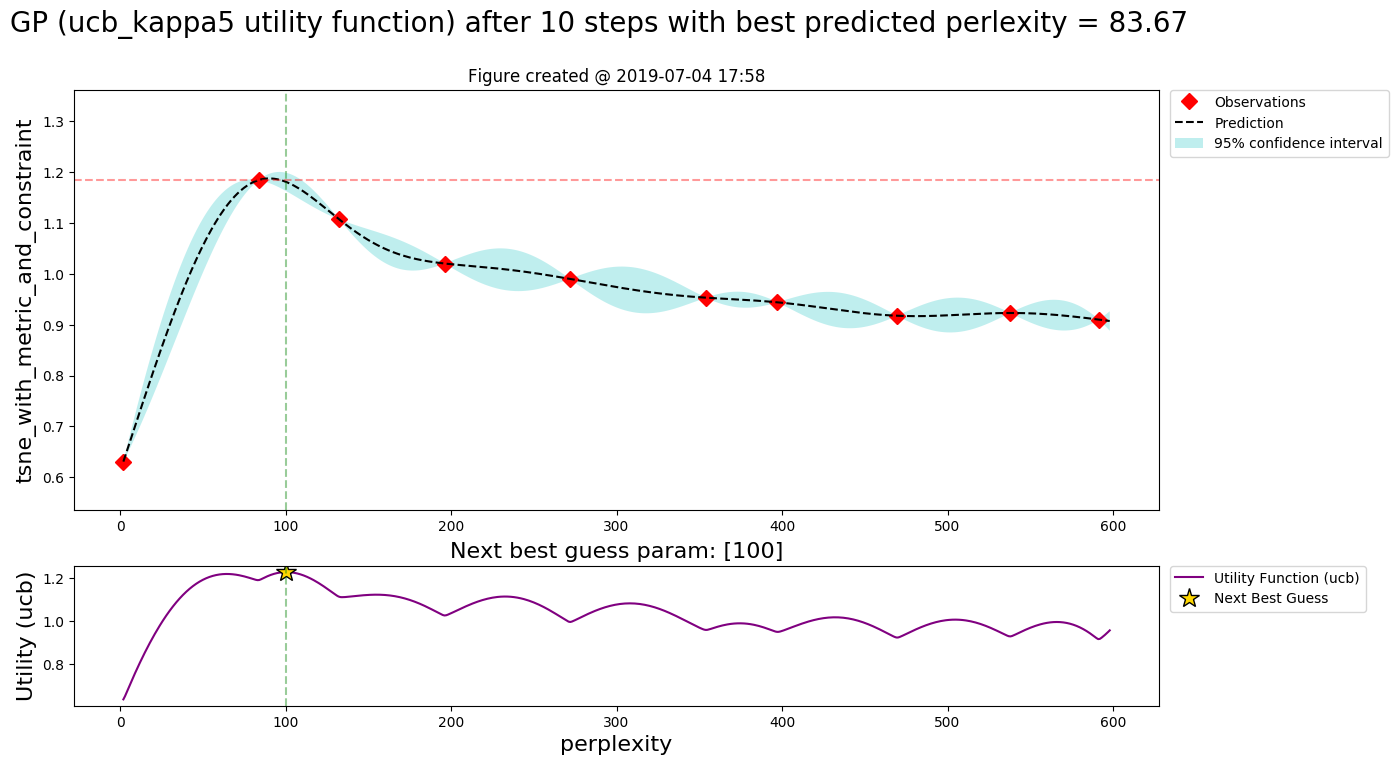 GP (ucb_kappa5 utility function) after 10 steps with best predicted perlexity = 83.67
Figure created @ 2019-07-04 17:58
tsne_with_metric_and_constraint
1.3
1.2
1.1
1.0
0.9
0.8
0.7
0.6
0
100
200
300
400
500
600
Observations
Prediction
95% confidence interval
Next best guess param: [100]
Utility (ucb)
1.2
1.0
0.8
0
100
200
300
400
500
600
perplexity
Utility Function (ucb)
Next Best Guess